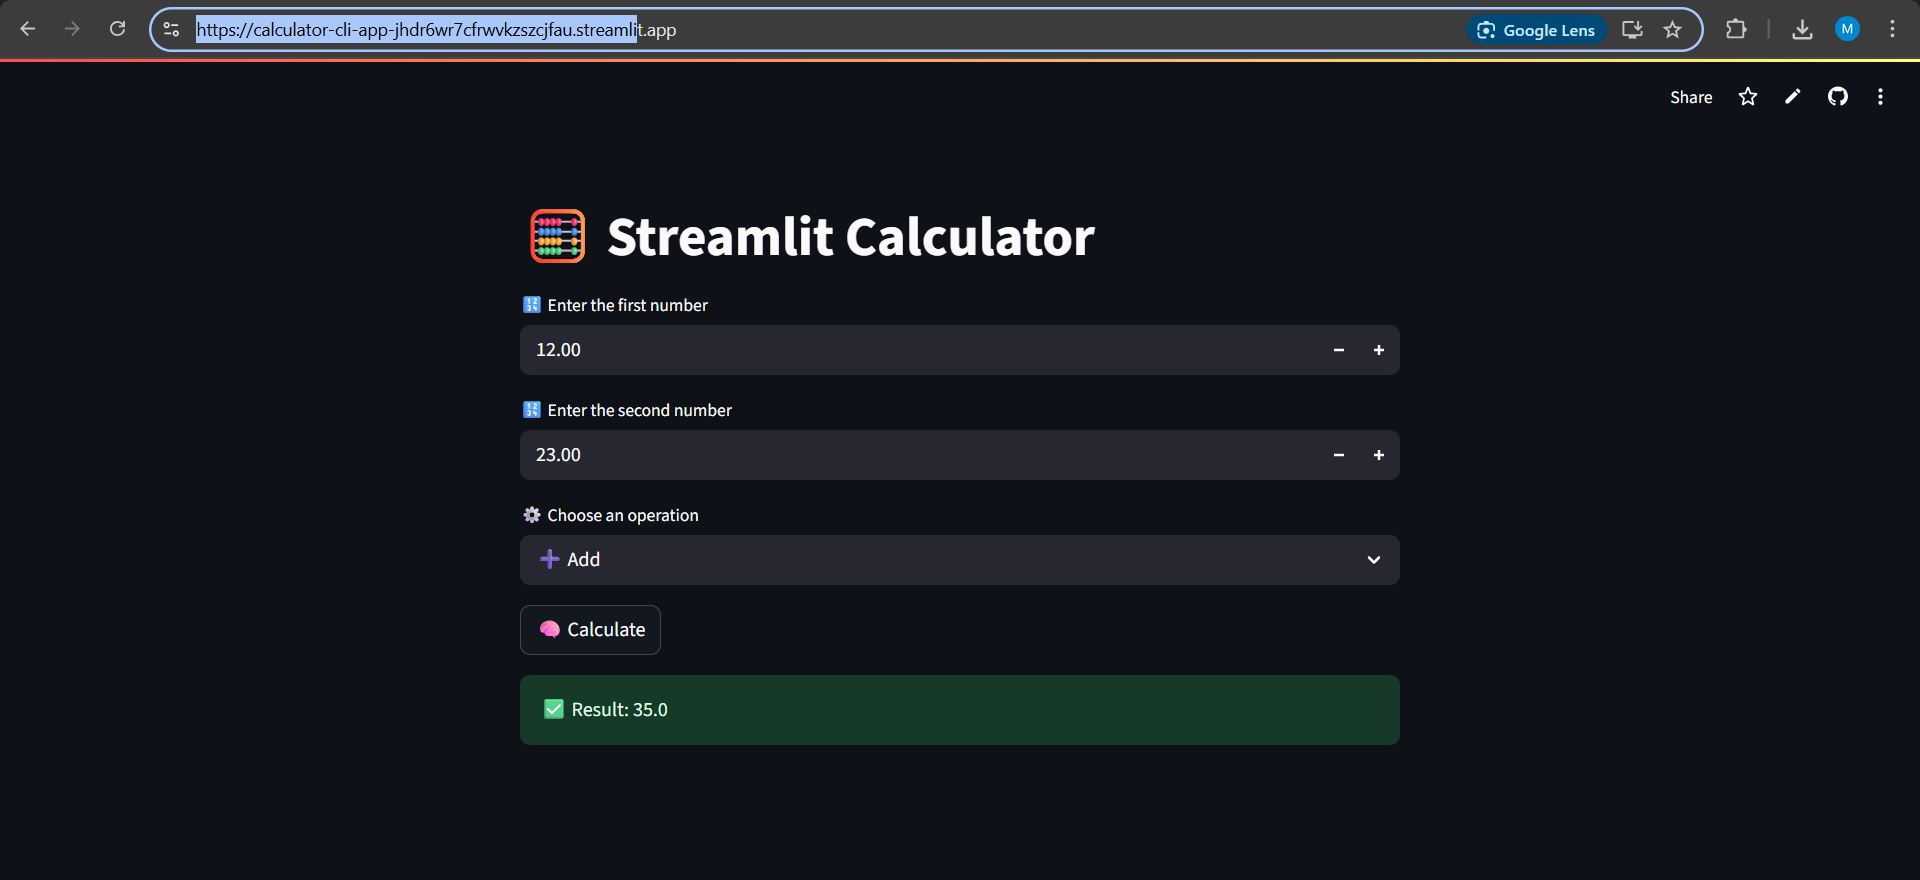 https://calculator-cli-app-jhdr6wr7cfrwvkzszcjfau.streamlit.app
Google Lens
M
Share
Streamlit Calculator
Enter the first number
12.00
Enter the second number
23.00
Choose an operation
Add
Calculate
Result: 35.0